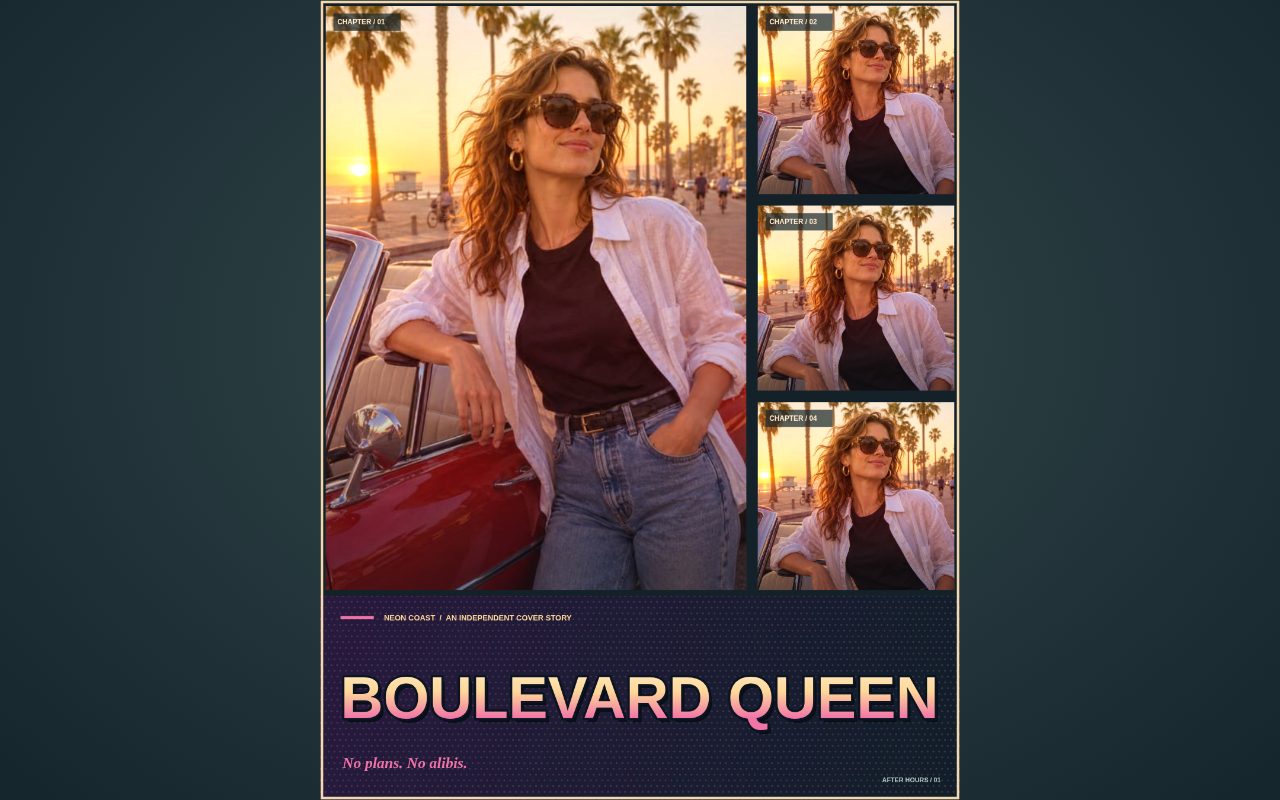 CHAPTER / 01
CHAPTER / 02
CHAPTER / 03
CHAPTER / 04
NEON COAST / AN INDEPENDENT COVER STORY
BOULEVARD QUEEN
No plans. No alibis.
AFTER HOURS / 01